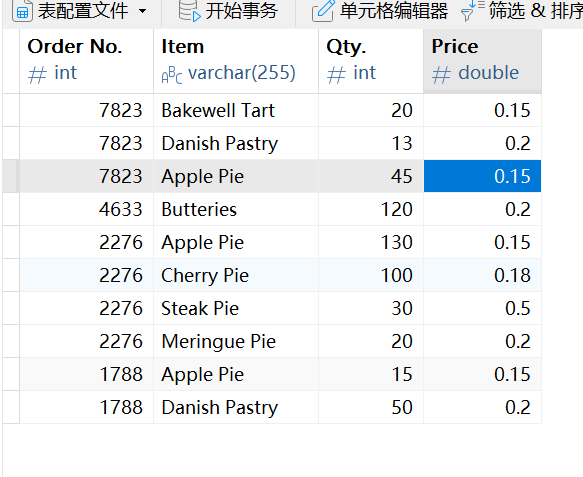 表配置文件 开始事务 单元格编辑器 筛选 & 排序
Order No. Item Qty. Price
# int ABC varchar(255) # int # double
7823 Bakewell Tart 20 0.15
7823 Danish Pastry 13 0.2
7823 Apple Pie 45 0.15
4633 Butteries 120 0.2
2276 Apple Pie 130 0.15
2276 Cherry Pie 100 0.18
2276 Steak Pie 30 0.5
2276 Meringue Pie 20 0.2
1788 Apple Pie 15 0.15
1788 Danish Pastry 50 0.2